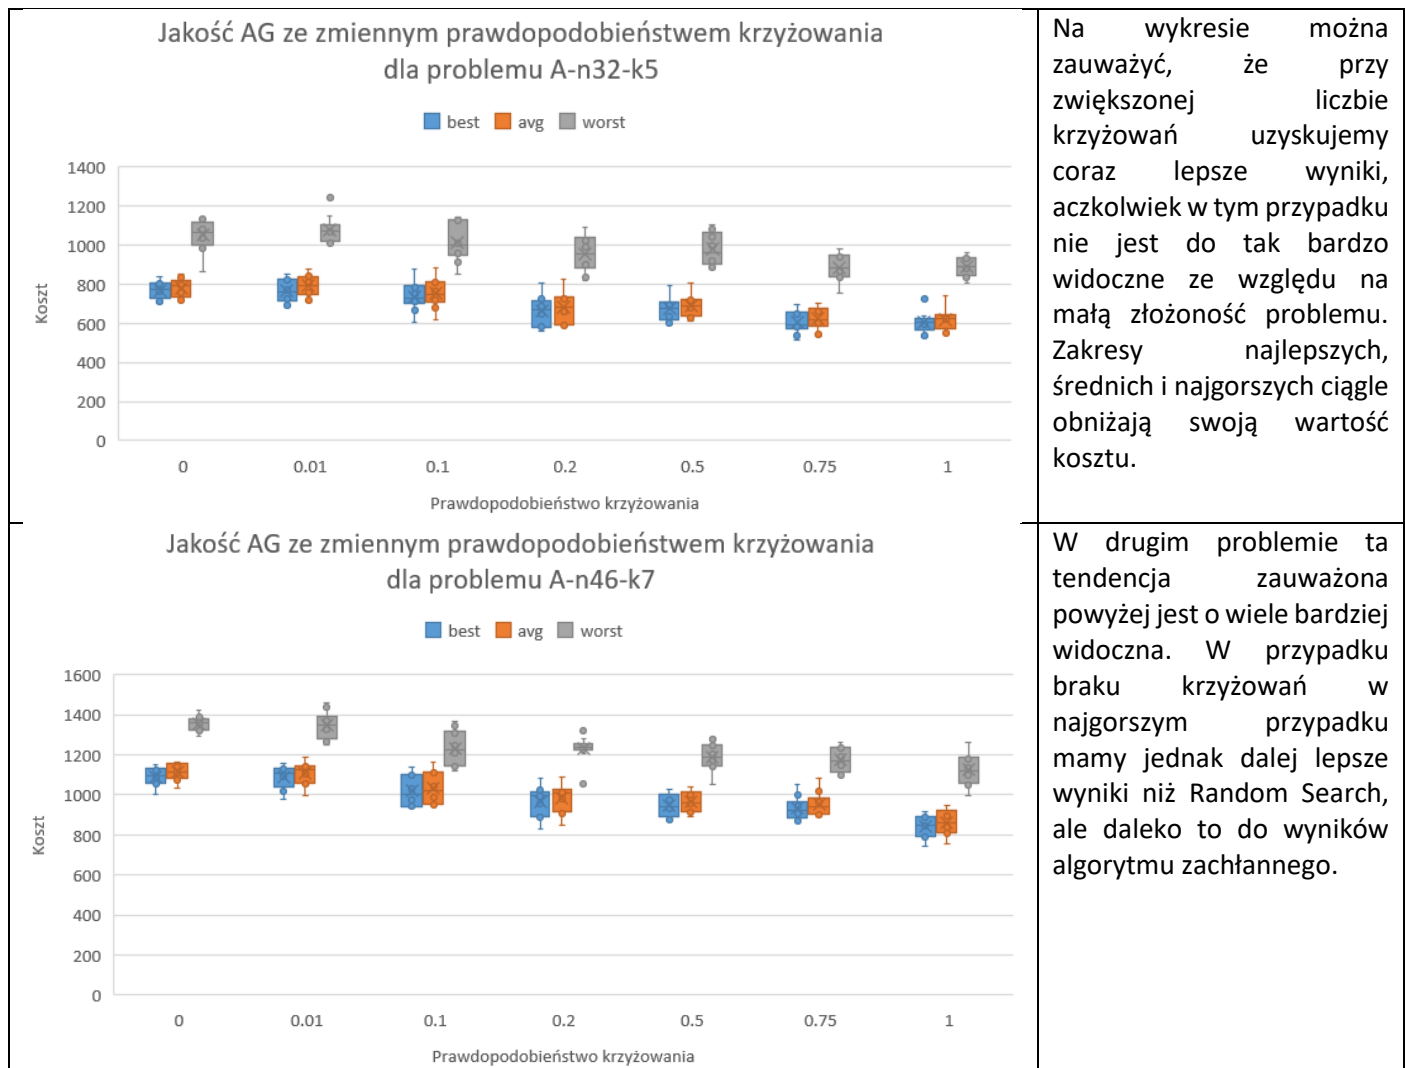 Jakość AG ze zmiennym prawdopodobieństwem krzyżowania
dla problemu A-n32-k5
best avg worst
1400
1200
1000
800
600
400
200
0
Koszt
0 0.01 0.1 0.2 0.5 0.75 1
Prawdopodobieństwo krzyżowania
Na wykresie można
zauważyć, że przy
zwiększonej liczbie
krzyżowań uzyskujemy
coraz lepsze wyniki,
aczkolwiek w tym przypadku
nie jest do tak bardzo
widoczne ze względu na
małą złożoność problemu.
Zakresy najlepszych,
średnich i najgorszych ciągle
obniżają swoją wartość
kosztu.
Jakość AG ze zmiennym prawdopodobieństwem krzyżowania
dla problemu A-n46-k7
best avg worst
1600
1400
1200
1000
800
600
400
200
0
Koszt
0 0.01 0.1 0.2 0.5 0.75 1
Prawdopodobieństwo krzyżowania
W drugim problemie ta
tendencja zauważona
powyżej jest o wiele bardziej
widoczna. W przypadku
braku krzyżowań w
najgorszym przypadku
mamy jednak dalej lepsze
wyniki niż Random Search,
ale daleko to do wyników
algorytmu zachłannego.